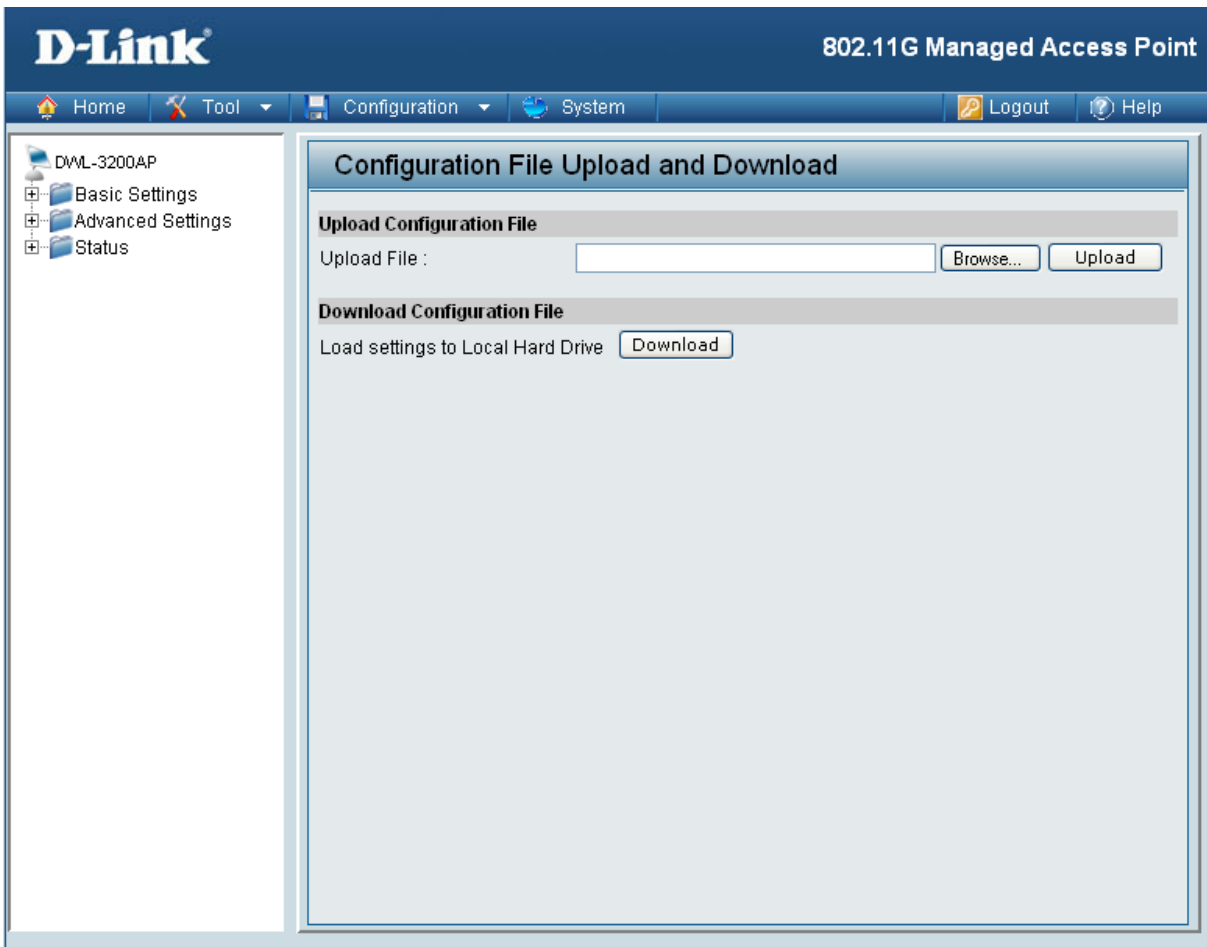 D-Link®
802.11G Managed Access Point
Home Tool Configuration System Logout Help
DWL-3200AP
Basic Settings
Advanced Settings
Status
Configuration File Upload and Download
Upload Configuration File
Upload File : Browse... Upload
Download Configuration File
Load settings to Local Hard Drive Download